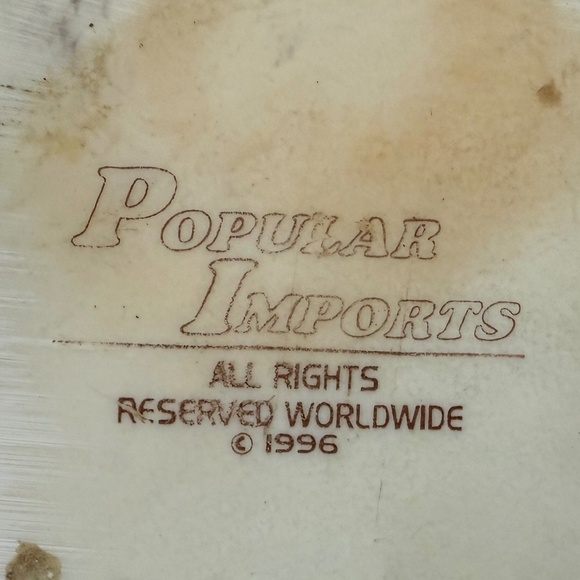 POPULAR
IMPORTS
ALL RIGHTS
RESERVED WORLDWIDE
© 1996